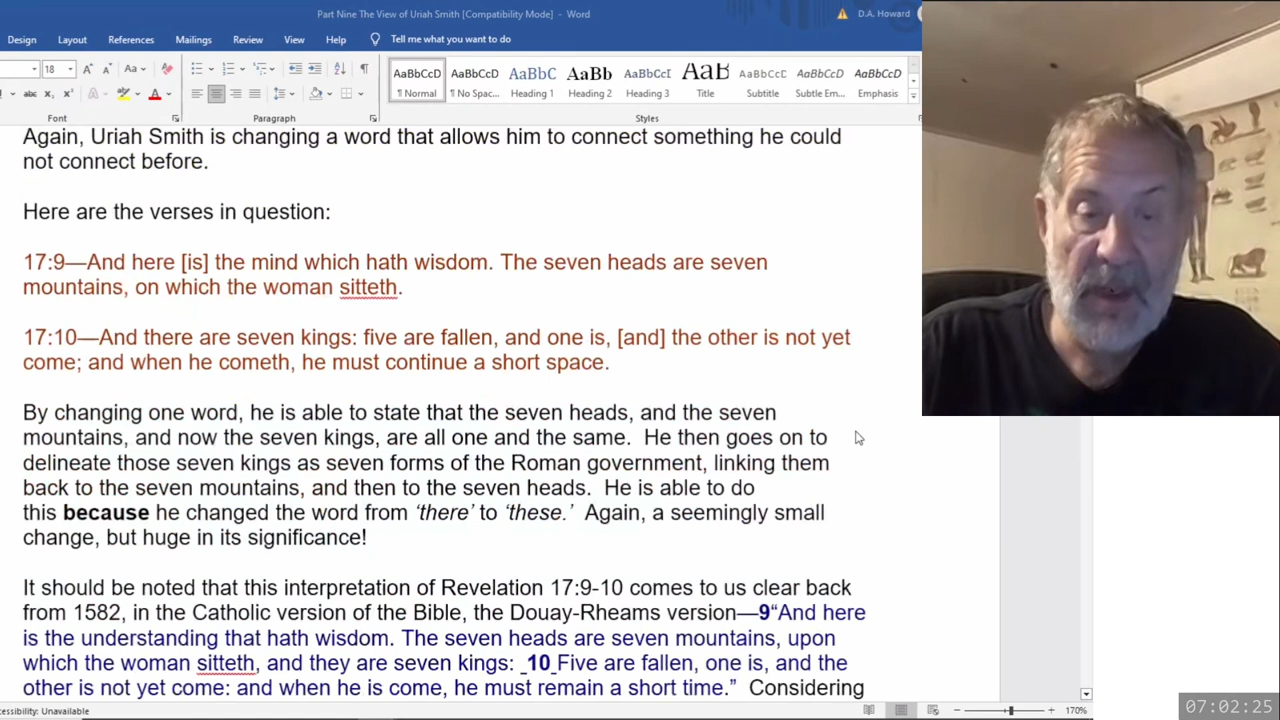 Part Nine The View of Uriah Smith [Compatibility Mode] - Word
D.A. Howard
Design Layout References Mailings Review View Help Tell me what you want to do
18 Aa
AaBbCcD AaBbCcD AaBbC AaBb AaBbCcI AaB AaBbCcD AaBbCcD AaBbCcD
¶ Normal ¶ No Spac... Heading 1 Heading 2 Heading 3 Title Subtitle Subtle Em... Emphasis
Font Paragraph Styles
Again, Uriah Smith is changing a word that allows him to connect something he could
not connect before.
Here are the verses in question:
17:9—And here [is] the mind which hath wisdom. The seven heads are seven
mountains, on which the woman sitteth.
17:10—And there are seven kings: five are fallen, and one is, [and] the other is not yet
come; and when he cometh, he must continue a short space.
By changing one word, he is able to state that the seven heads, and the seven
mountains, and now the seven kings, are all one and the same. He then goes on to
delineate those seven kings as seven forms of the Roman government, linking them
back to the seven mountains, and then to the seven heads. He is able to do
this because he changed the word from ‘there’ to ‘these.’ Again, a seemingly small
change, but huge in its significance!
It should be noted that this interpretation of Revelation 17:9-10 comes to us clear back
from 1582, in the Catholic version of the Bible, the Douay-Rheams version—9“And here
is the understanding that hath wisdom. The seven heads are seven mountains, upon
which the woman sitteth, and they are seven kings: 10 Five are fallen, one is, and the
other is not yet come: and when he is come, he must remain a short time.” Considering
cessibility: Unavailable
170%
07:02:25